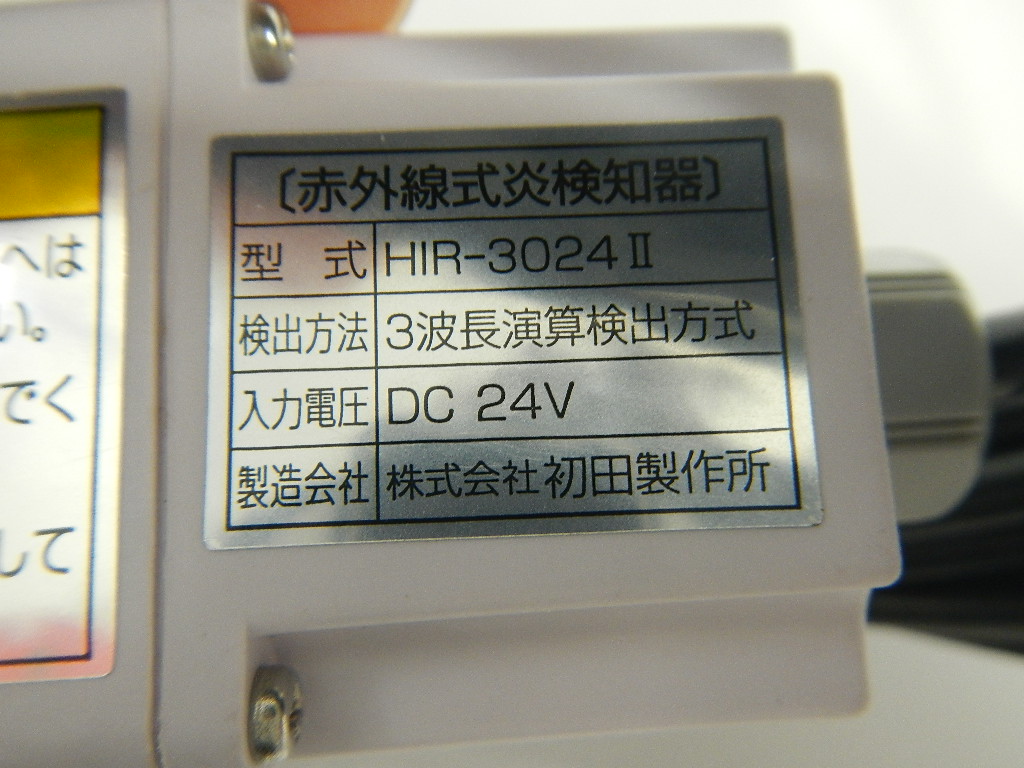 へは
い。
でく
して
〔赤外線式炎検知器〕
型 式 HIR-3024Ⅱ
検出方法 3波長演算検出方式
入力電圧 DC 24V
製造会社 株式会社初田製作所